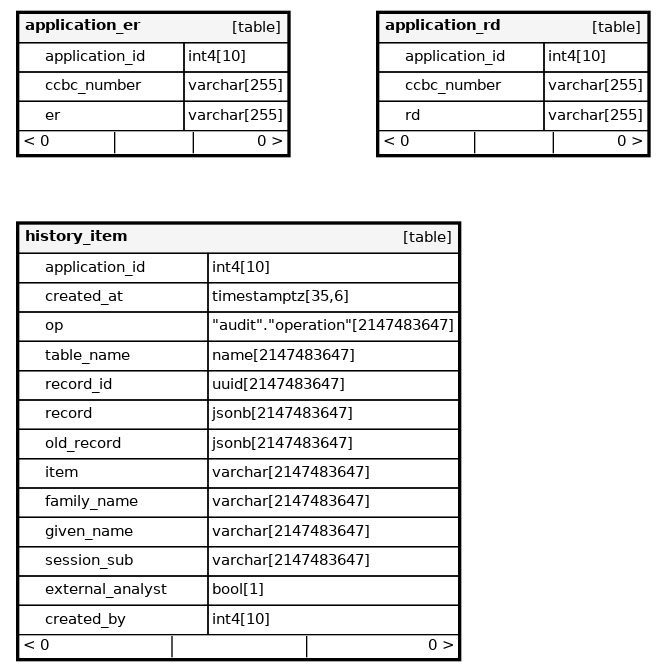 application_er [table]
application_id int4[10]
ccbc_number varchar[255]
er varchar[255]
< 0 0 >
application_rd [table]
application_id int4[10]
ccbc_number varchar[255]
rd varchar[255]
< 0 0 >
history_item [table]
application_id int4[10]
created_at timestamptz[35,6]
op "audit"."operation"[2147483647]
table_name name[2147483647]
record_id uuid[2147483647]
record jsonb[2147483647]
old_record jsonb[2147483647]
item varchar[2147483647]
family_name varchar[2147483647]
given_name varchar[2147483647]
session_sub varchar[2147483647]
external_analyst bool[1]
created_by int4[10]
< 0 0 >